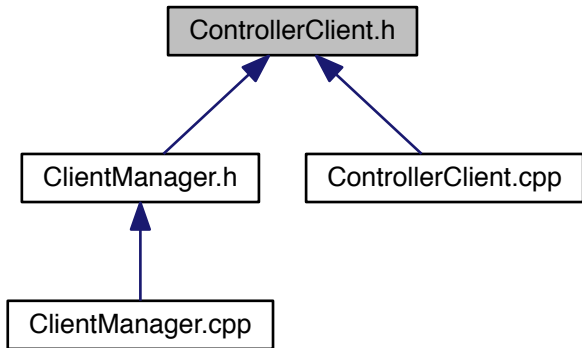 ControllerClient.h
ClientManager.h
ControllerClient.cpp
ClientManager.cpp